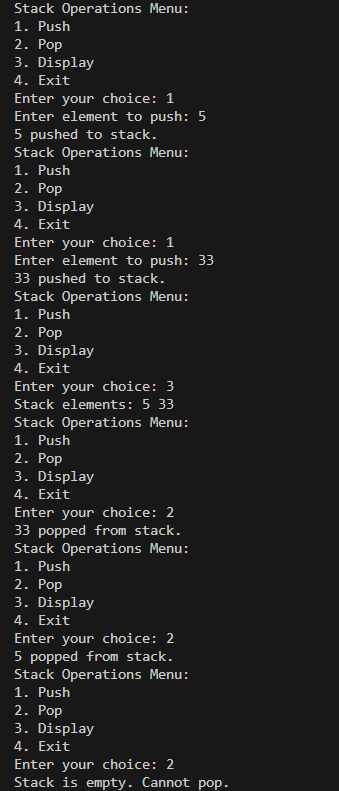 Stack Operations Menu:
1. Push
2. Pop
3. Display
4. Exit
Enter your choice: 1
Enter element to push: 5
5 pushed to stack.
Stack Operations Menu:
1. Push
2. Pop
3. Display
4. Exit
Enter your choice: 1
Enter element to push: 33
33 pushed to stack.
Stack Operations Menu:
1. Push
2. Pop
3. Display
4. Exit
Enter your choice: 3
Stack elements: 5 33
Stack Operations Menu:
1. Push
2. Pop
3. Display
4. Exit
Enter your choice: 2
33 popped from stack.
Stack Operations Menu:
1. Push
2. Pop
3. Display
4. Exit
Enter your choice: 2
5 popped from stack.
Stack Operations Menu:
1. Push
2. Pop
3. Display
4. Exit
Enter your choice: 2
Stack is empty. Cannot pop.